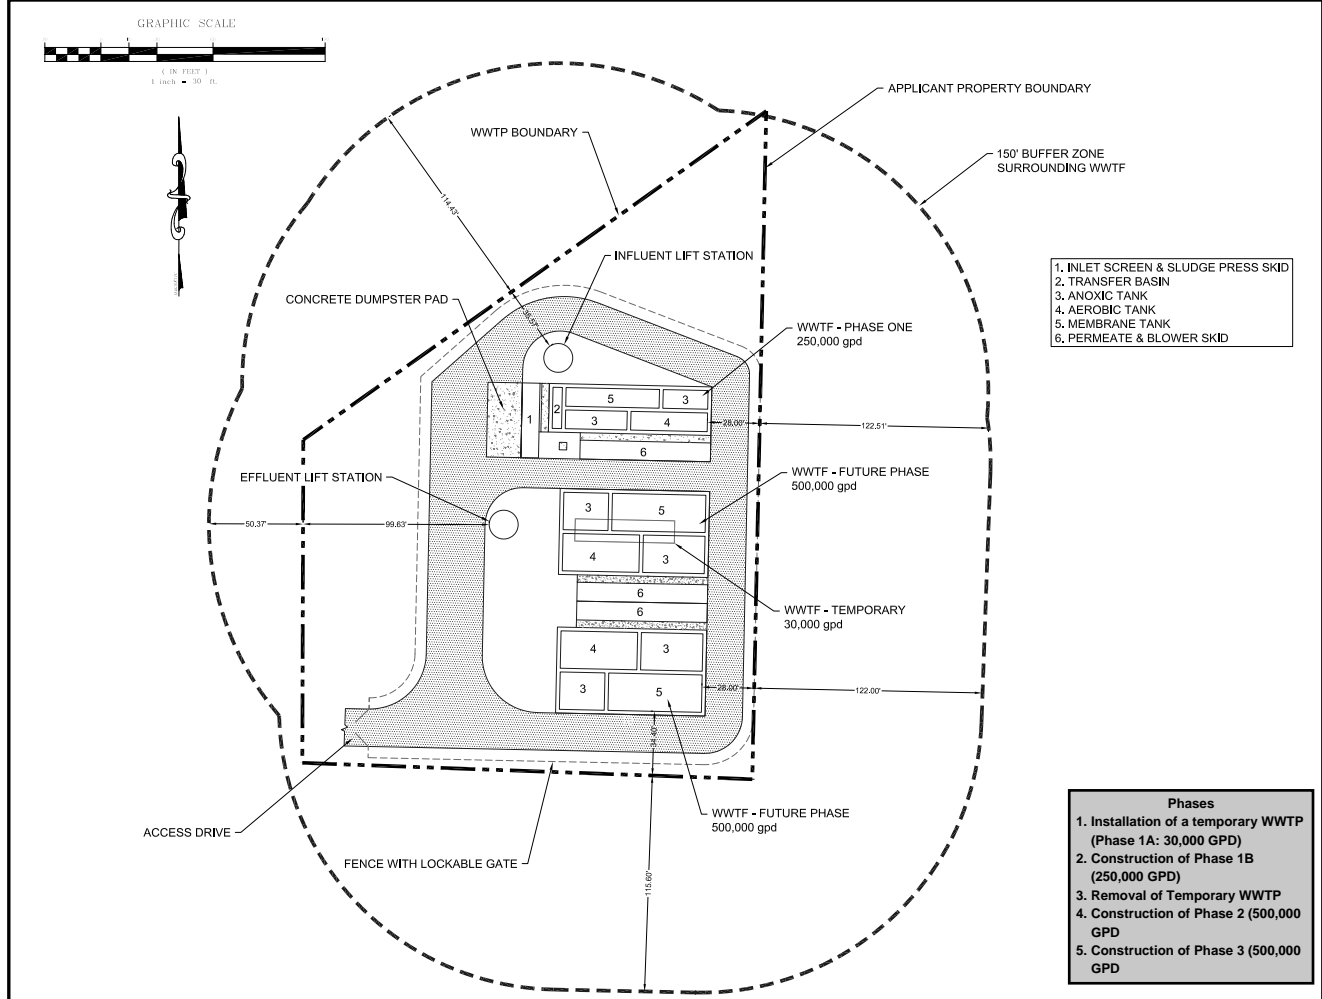 GRAPHIC SCALE
( IN FEET )
1 inch = 30 ft.
APPLICANT PROPERTY BOUNDARY
WWTP BOUNDARY
150' BUFFER ZONE
SURROUNDING WWTF
114.43'
INFLUENT LIFT STATION
CONCRETE DUMPSTER PAD
1. INLET SCREEN & SLUDGE PRESS SKID
2. TRANSFER BASIN
3. ANOXIC TANK
4. AEROBIC TANK
5. MEMBRANE TANK
6. PERMEATE & BLOWER SKID
WWTF - PHASE ONE
250,000 gpd
1
2
5
3
3
4
6
28.00'
122.51'
EFFLUENT LIFT STATION
WWTF - FUTURE PHASE
500,000 gpd
50.37'
99.63'
3
5
4
3
6
6
WWTF - TEMPORARY
30,000 gpd
4
3
3
5
28.00'
122.00'
34.40'
WWTF - FUTURE PHASE
500,000 gpd
115.60'
ACCESS DRIVE
FENCE WITH LOCKABLE GATE
Phases
1. Installation of a temporary WWTP
(Phase 1A: 30,000 GPD)
2. Construction of Phase 1B
(250,000 GPD)
3. Removal of Temporary WWTP
4. Construction of Phase 2 (500,000
GPD
5. Construction of Phase 3 (500,000
GPD